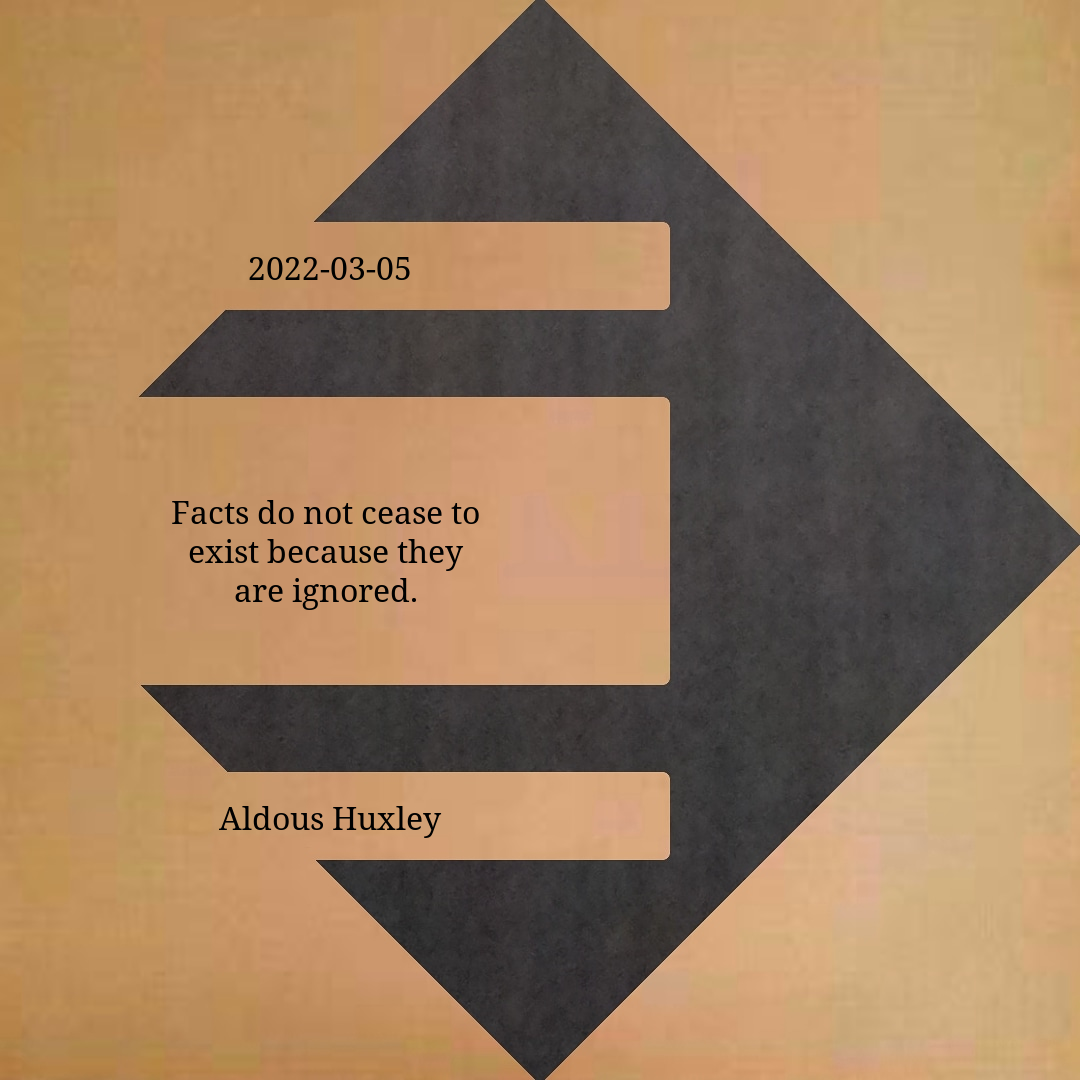 2022-03-05
Facts do not cease to
exist because they
are ignored.
Aldous Huxley